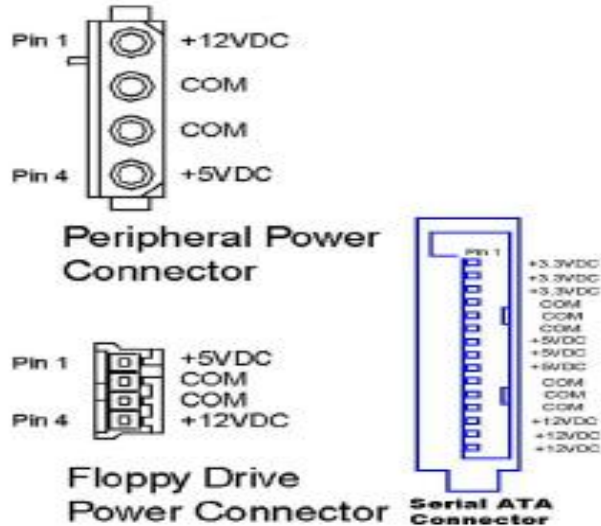 Pin 1 +12VDC
COM
COM
Pin 4 +5VDC
Peripheral Power
Connector
Pin 1 +5VDC
COM
COM
Pin 4 +12VDC
Floppy Drive
Power Connector
Pin 1
+3.3VDC
+3.3VDC
+3.3VDC
COM
COM
COM
+5VDC
+5VDC
+5VDC
COM
COM
COM
+12VDC
+12VDC
+12VDC
Serial ATA
Connector